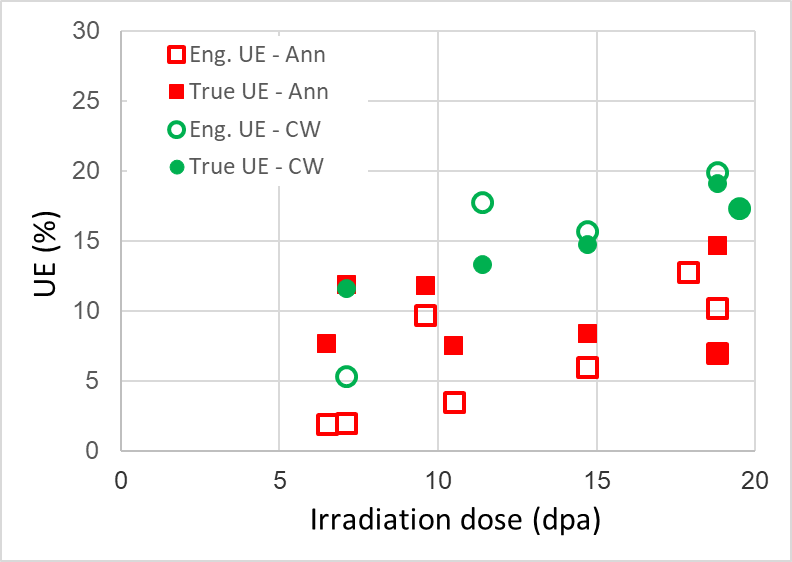 30
25
20
15
10
5
0
UE (%)
Eng. UE - Ann
True UE - Ann
Eng. UE - CW
True UE - CW
0 5 10 15 20
Irradiation dose (dpa)